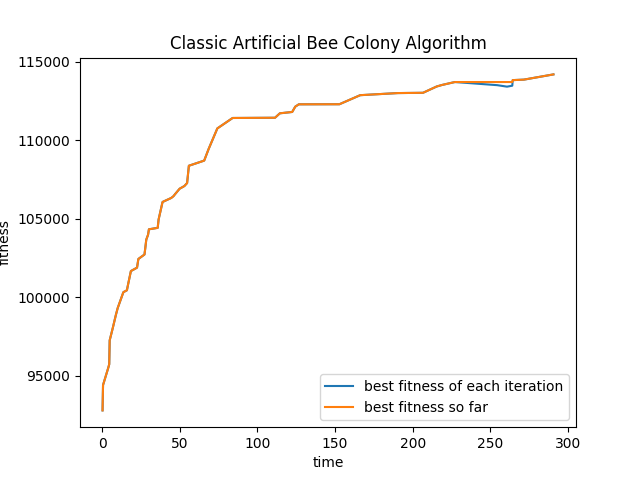 Classic Artificial Bee Colony Algorithm
115000
110000
105000
100000
95000
fitness
0
50
100
150
200
250
300
time
best fitness of each iteration
best fitness so far